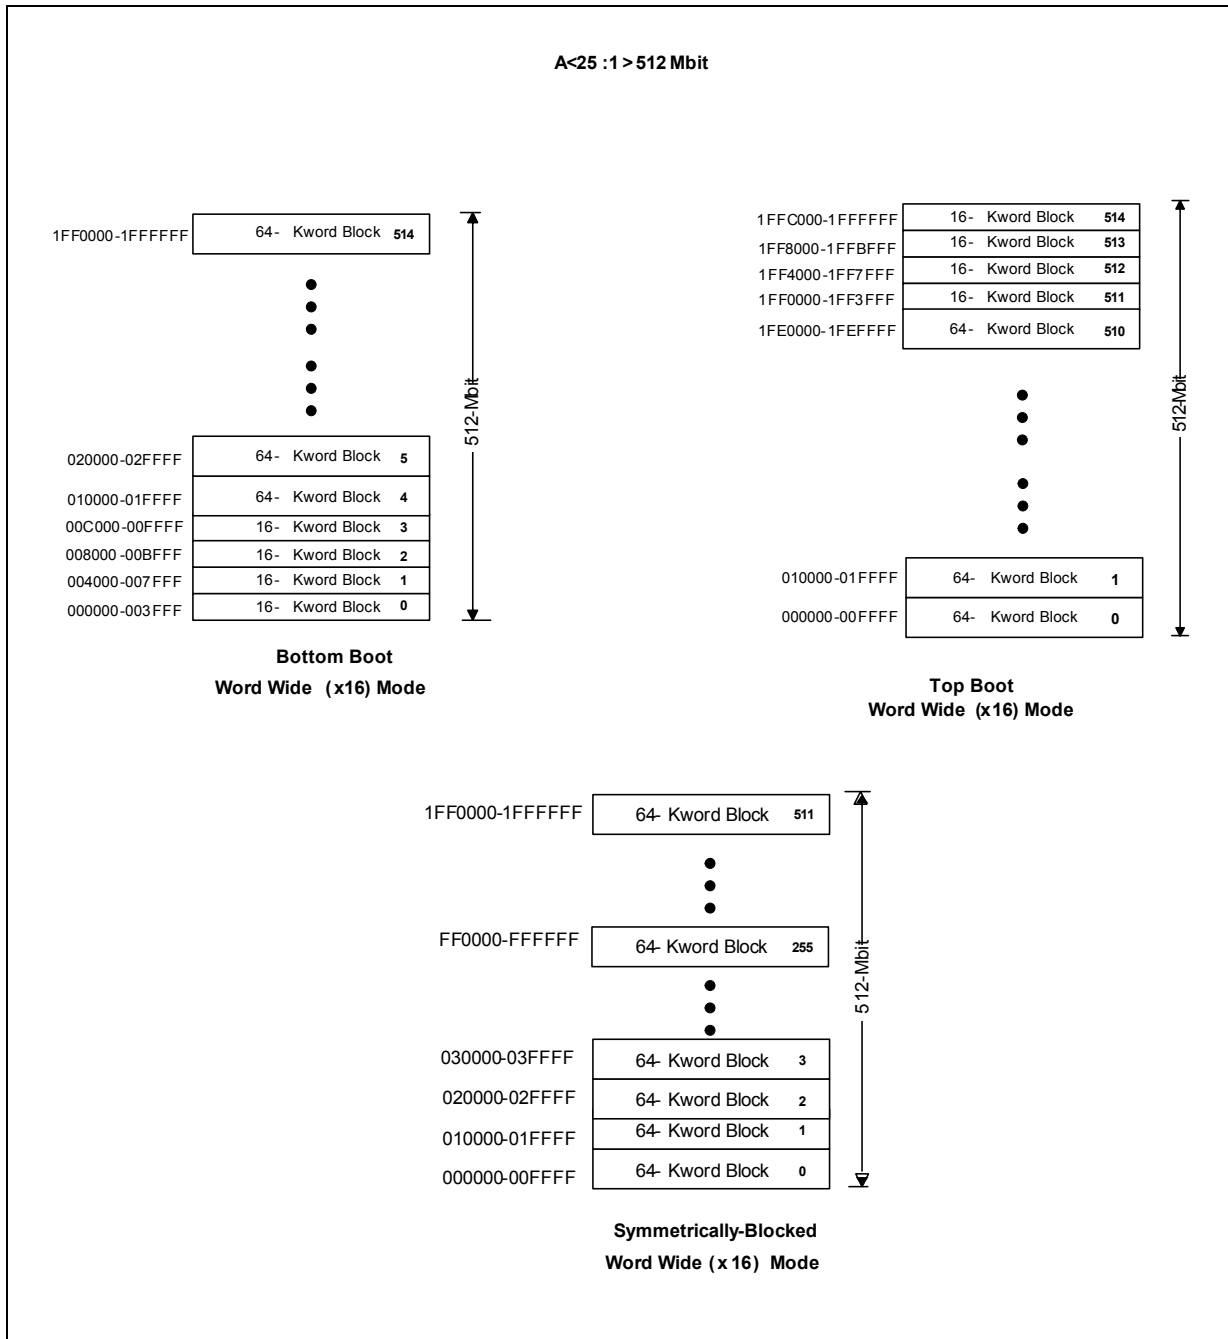 A<25 :1 > 512 Mbit
1FF0000-1FFFFFF 64- Kword Block 514
020000-02FFFF 64- Kword Block 5
010000-01FFFF 64- Kword Block 4
00C000-00FFFF 16- Kword Block 3
008000 -00BFFF 16- Kword Block 2
004000-007FFF 16- Kword Block 1
000000-003FFF 16- Kword Block 0
512-Mbit
Bottom Boot
Word Wide (x16) Mode
1FFC000-1FFFFFF 16- Kword Block 514
1FF8000-1FFBFFF 16- Kword Block 513
1FF4000-1FF7FFF 16- Kword Block 512
1FF0000-1FF3FFF 16- Kword Block 511
1FE0000-1FEFFFF 64- Kword Block 510
010000-01FFFF 64- Kword Block 1
000000-00FFFF 64- Kword Block 0
512-Mbit
Top Boot
Word Wide (x16) Mode
1FF0000-1FFFFFF 64- Kword Block 511
FF0000-FFFFFF 64- Kword Block 255
030000-03FFFF 64- Kword Block 3
020000-02FFFF 64- Kword Block 2
010000-01FFFF 64- Kword Block 1
000000-00FFFF 64- Kword Block 0
512-Mbit
Symmetrically-Blocked
Word Wide (x 16) Mode